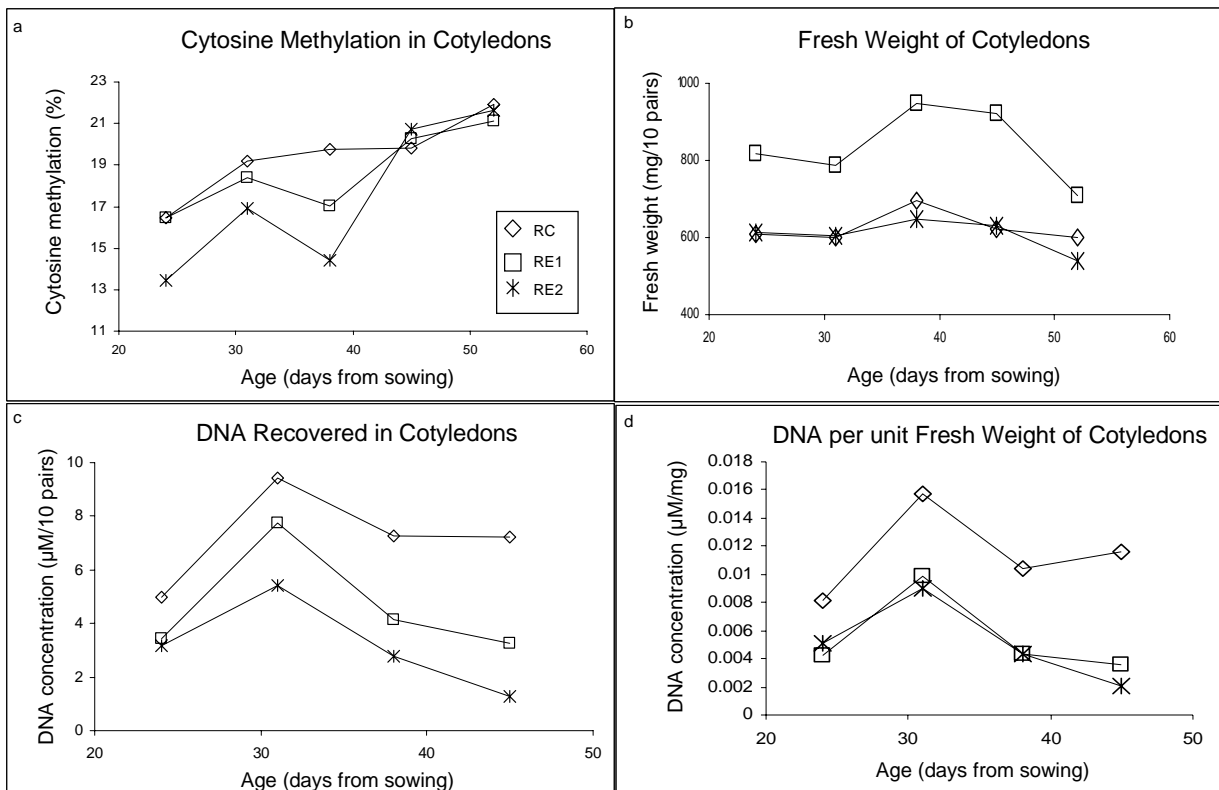 a
Cytosine Methylation in Cotyledons
Cytosine methylation (%)
23
21
19
17
15
13
11
20
30
40
50
60
Age (days from sowing)
RC
RE1
RE2
b
Fresh Weight of Cotyledons
Fresh weight (mg/10 pairs)
1000
800
600
400
20
30
40
50
60
Age (days from sowing)
c
DNA Recovered in Cotyledons
DNA concentration (µM/10 pairs)
10
8
6
4
2
0
20
30
40
50
Age (days from sowing)
d
DNA per unit Fresh Weight of Cotyledons
DNA concentration (µM/mg)
0.018
0.016
0.014
0.012
0.01
0.008
0.006
0.004
0.002
0
20
30
40
50
Age (days from sowing)